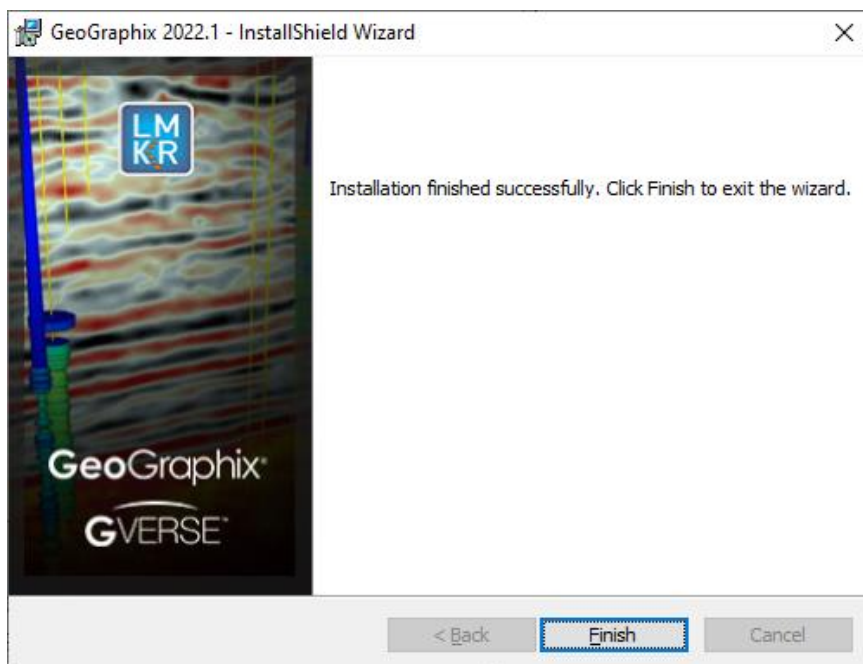 GeoGraphix 2022.1 - InstallShield Wizard
LM
KR
Installation finished successfully. Click Finish to exit the wizard.
GeoGraphix®
GVERSE™
< Back
Finish
Cancel